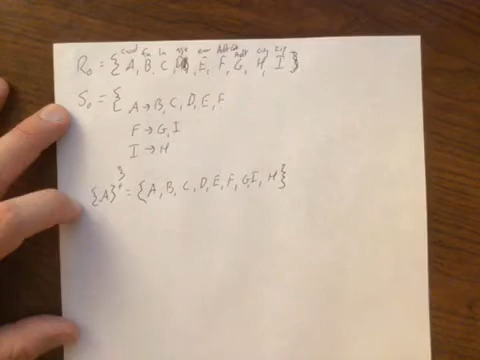 R₀ = { A, B, C, D, E, F, G, H, I }
S₀ = { A → B, C, D, E, F
F → G, I
I → H
}
{A}⁺ = { A, B, C, D, E, F, G, I, H }